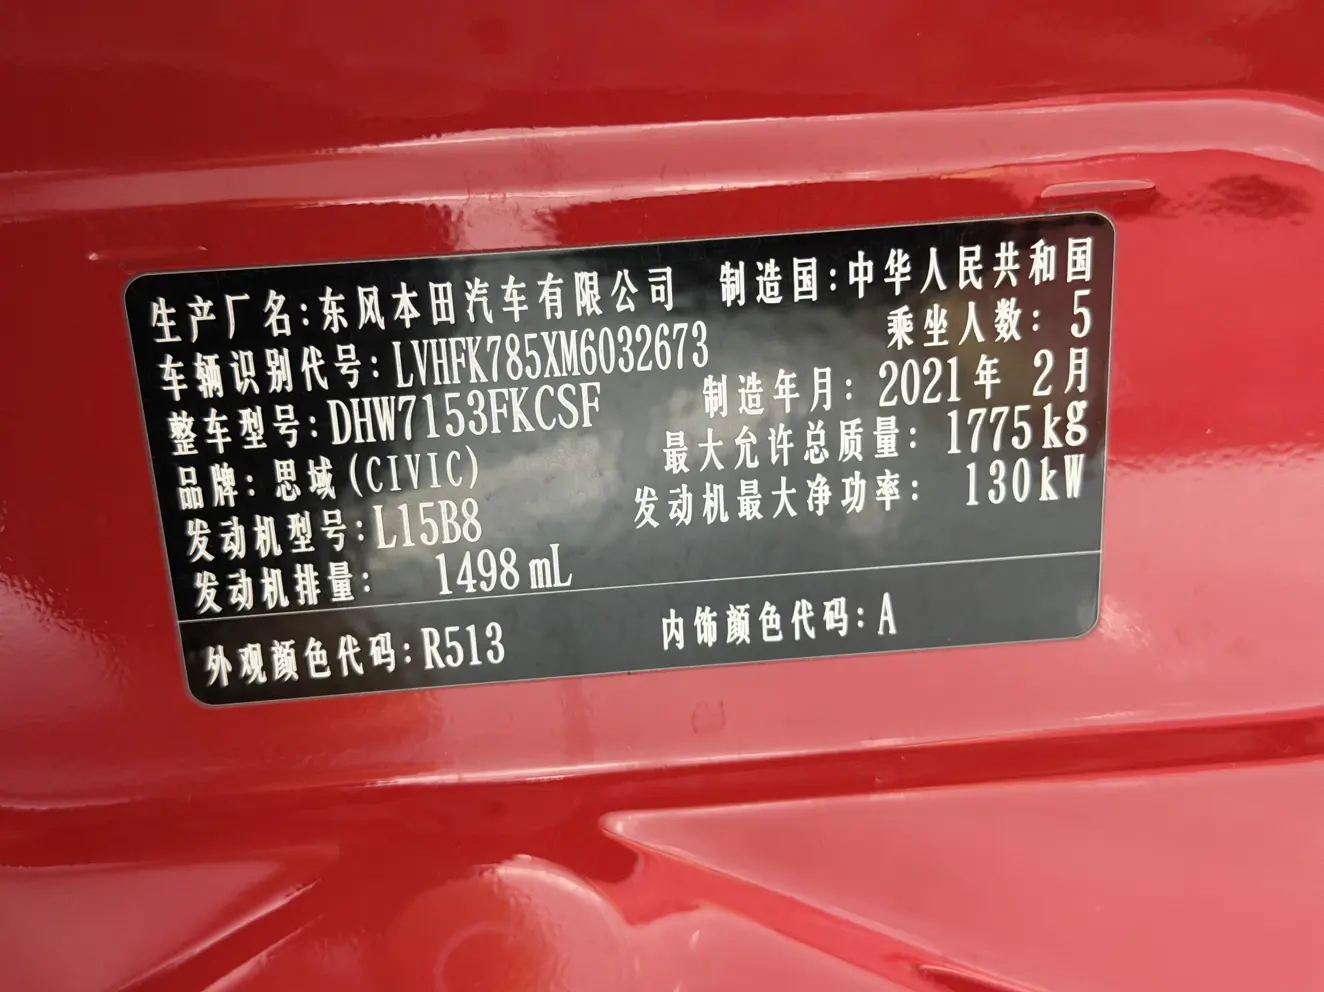 生产厂名:东风本田汽车有限公司 制造国:中华人民共和国
车辆识别代号:LVHFK785XM6032673 乘坐人数:5
整车型号:DHW7153FKCSF 制造年月:2021年 2月
品牌:思域(CIVIC) 最大允许总质量:1775kg
发动机型号:L15B8 发动机最大净功率:130kW
发动机排量: 1498mL
外观颜色代码:R513 内饰颜色代码:A